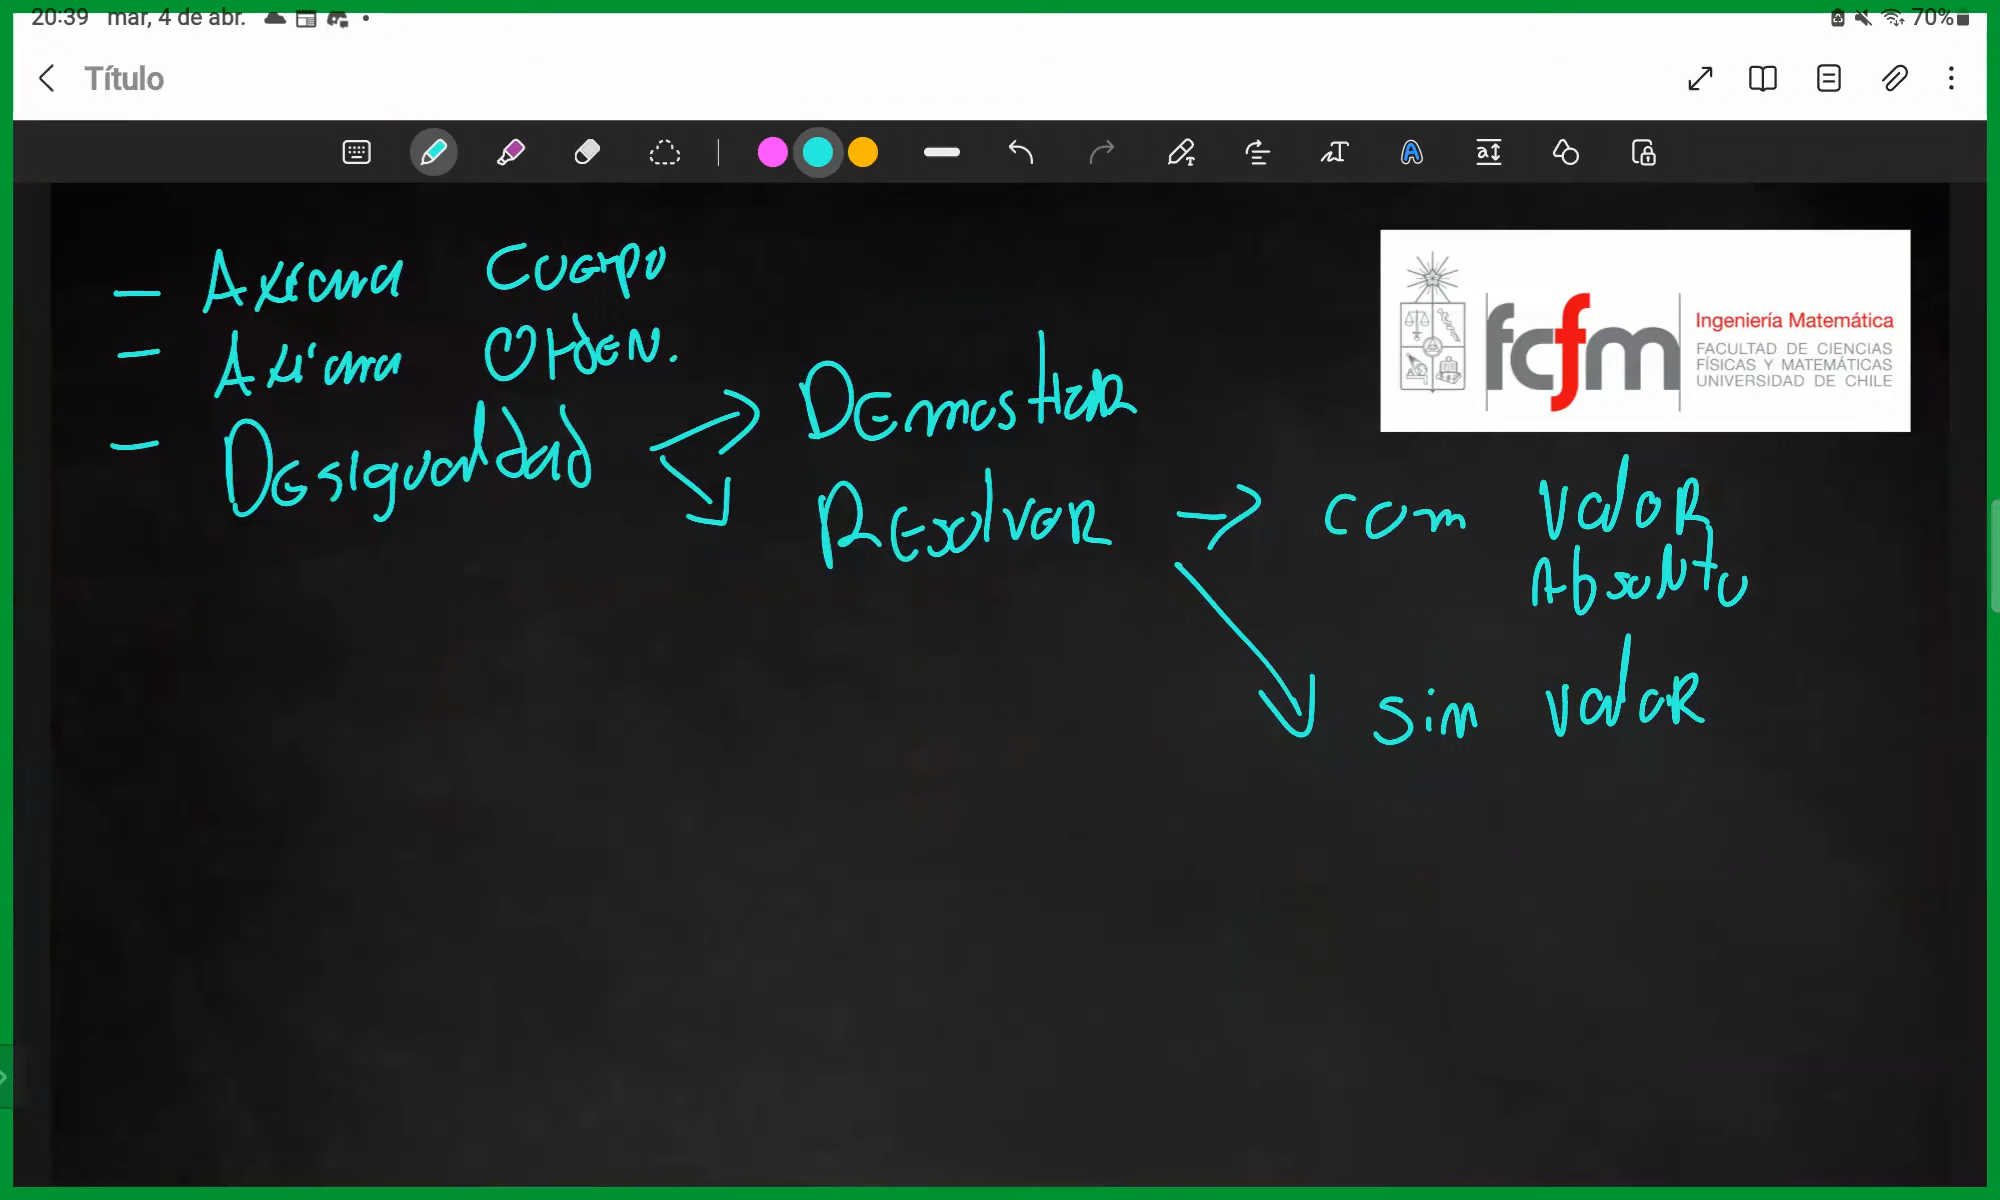 20:39 mar, 4 de abr.
70%
Título
- Axioma Cuerpo
- Axioma Orden.
- Desigualdad → Demostrar
→ Resolver → con valor
Absoluto
→ sin valor
fcfm
Ingeniería Matemática
FACULTAD DE CIENCIAS
FÍSICAS Y MATEMÁTICAS
UNIVERSIDAD DE CHILE